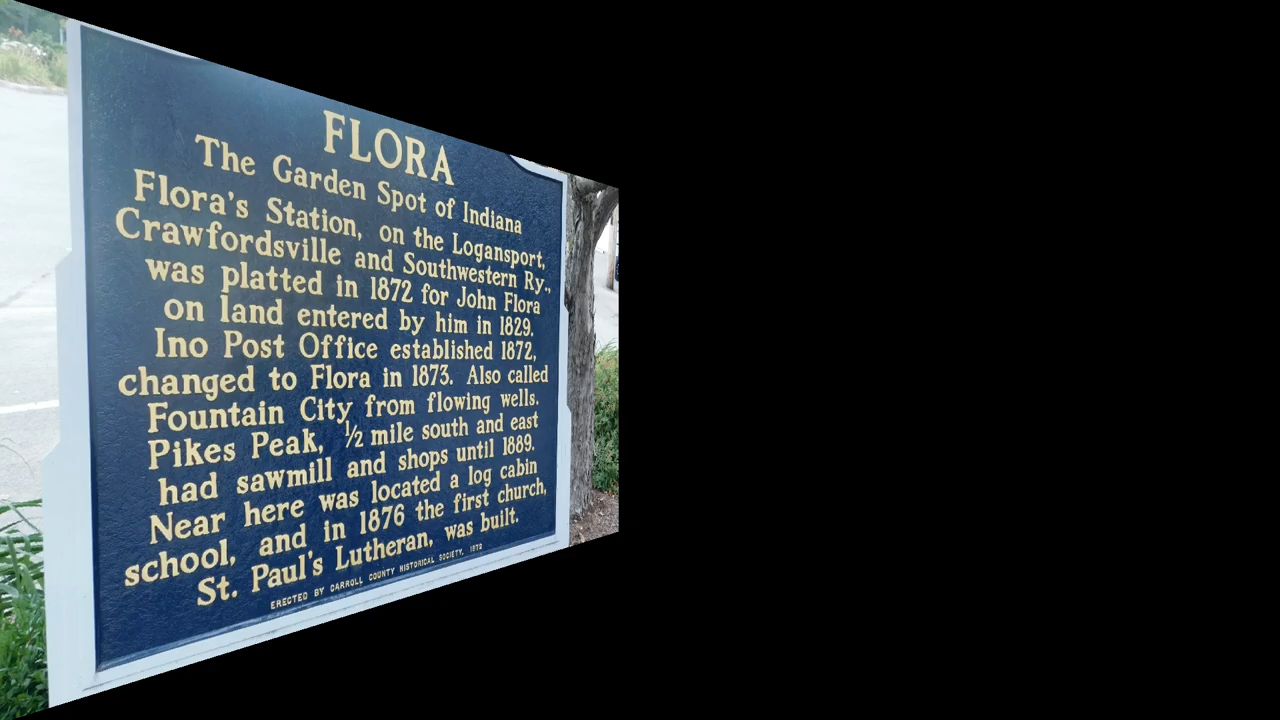 FLORA
The Garden Spot of Indiana
Flora's Station, on the Logansport,
Crawfordsville and Southwestern Ry.,
was platted in 1872 for John Flora
on land entered by him in 1829.
Ino Post Office established 1872,
changed to Flora in 1873. Also called
Fountain City from flowing wells.
Pikes Peak, ½ mile south and east
had sawmill and shops until 1889.
Near here was located a log cabin
school, and in 1876 the first church,
St. Paul's Lutheran, was built.
ERECTED BY CARROLL COUNTY HISTORICAL SOCIETY, 1972